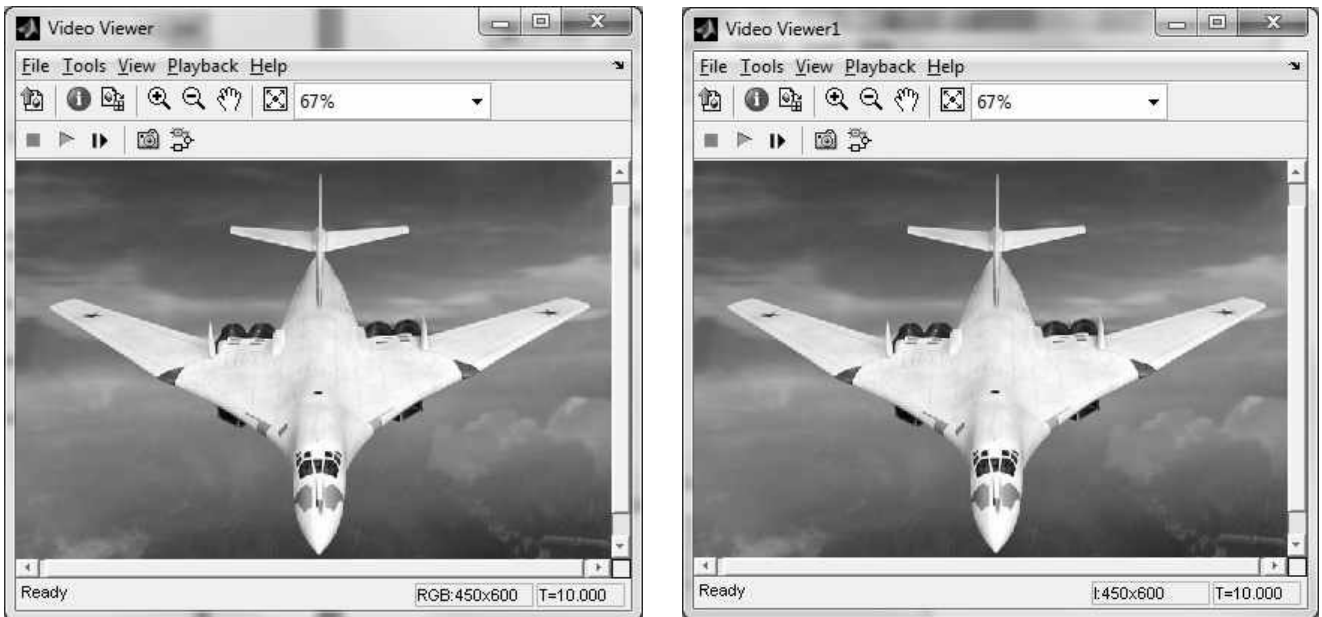 Video Viewer
File Tools View Playback Help
67%
Ready
RGB:450x600
T=10.000
Video Viewer1
File Tools View Playback Help
67%
Ready
I:450x600
T=10.000